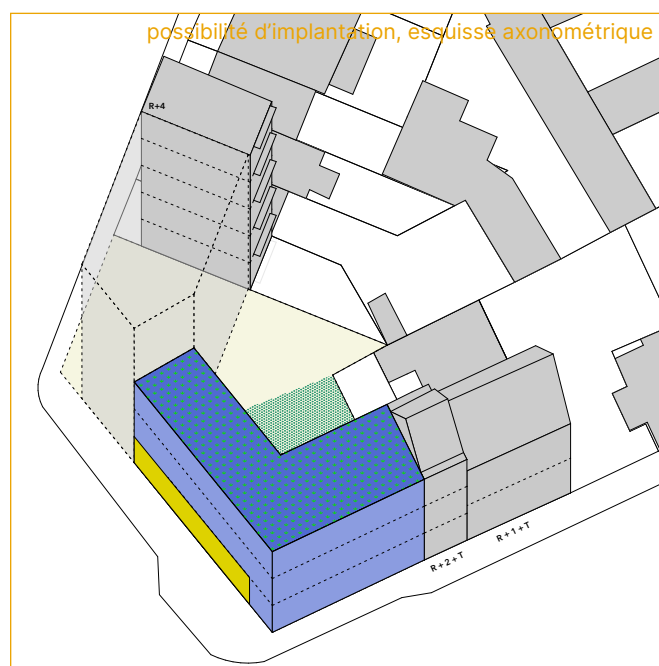 possibilité d’implantation, esquisse axonométrique
R+4
R+2+T
R+1+T